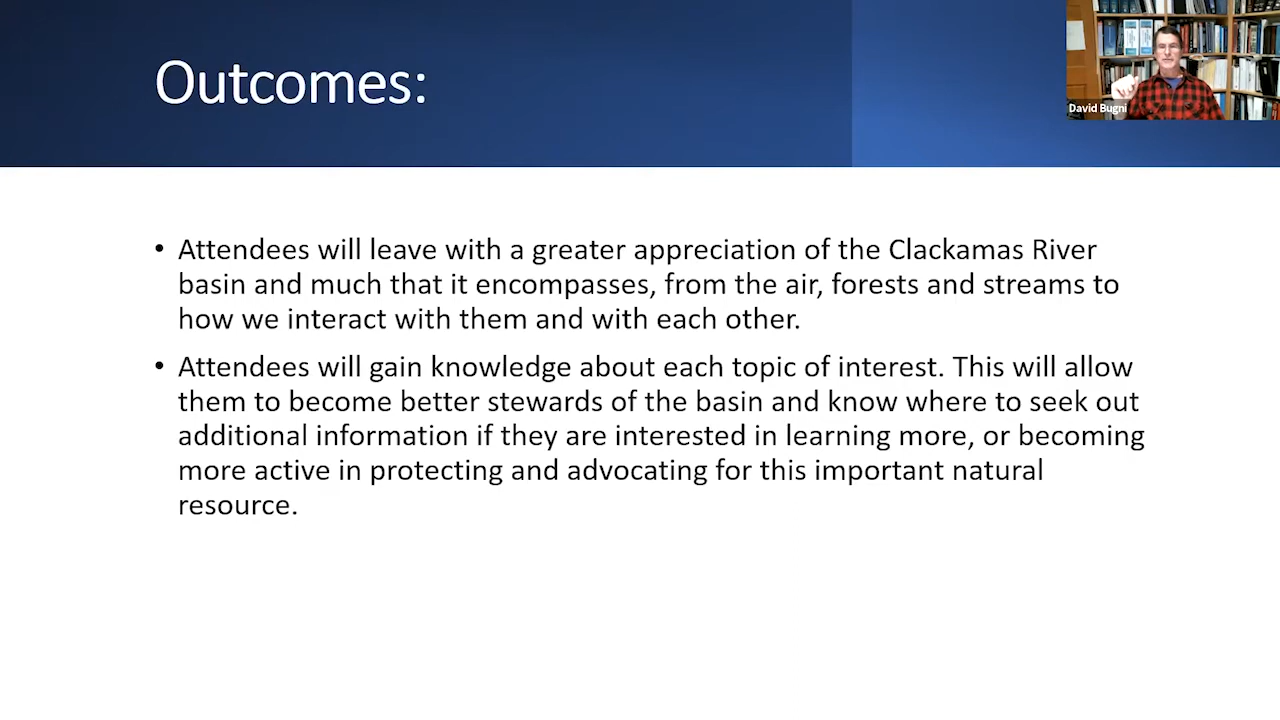 Outcomes:
David Bugni
• Attendees will leave with a greater appreciation of the Clackamas River
basin and much that it encompasses, from the air, forests and streams to
how we interact with them and with each other.
• Attendees will gain knowledge about each topic of interest. This will allow
them to become better stewards of the basin and know where to seek out
additional information if they are interested in learning more, or becoming
more active in protecting and advocating for this important natural
resource.